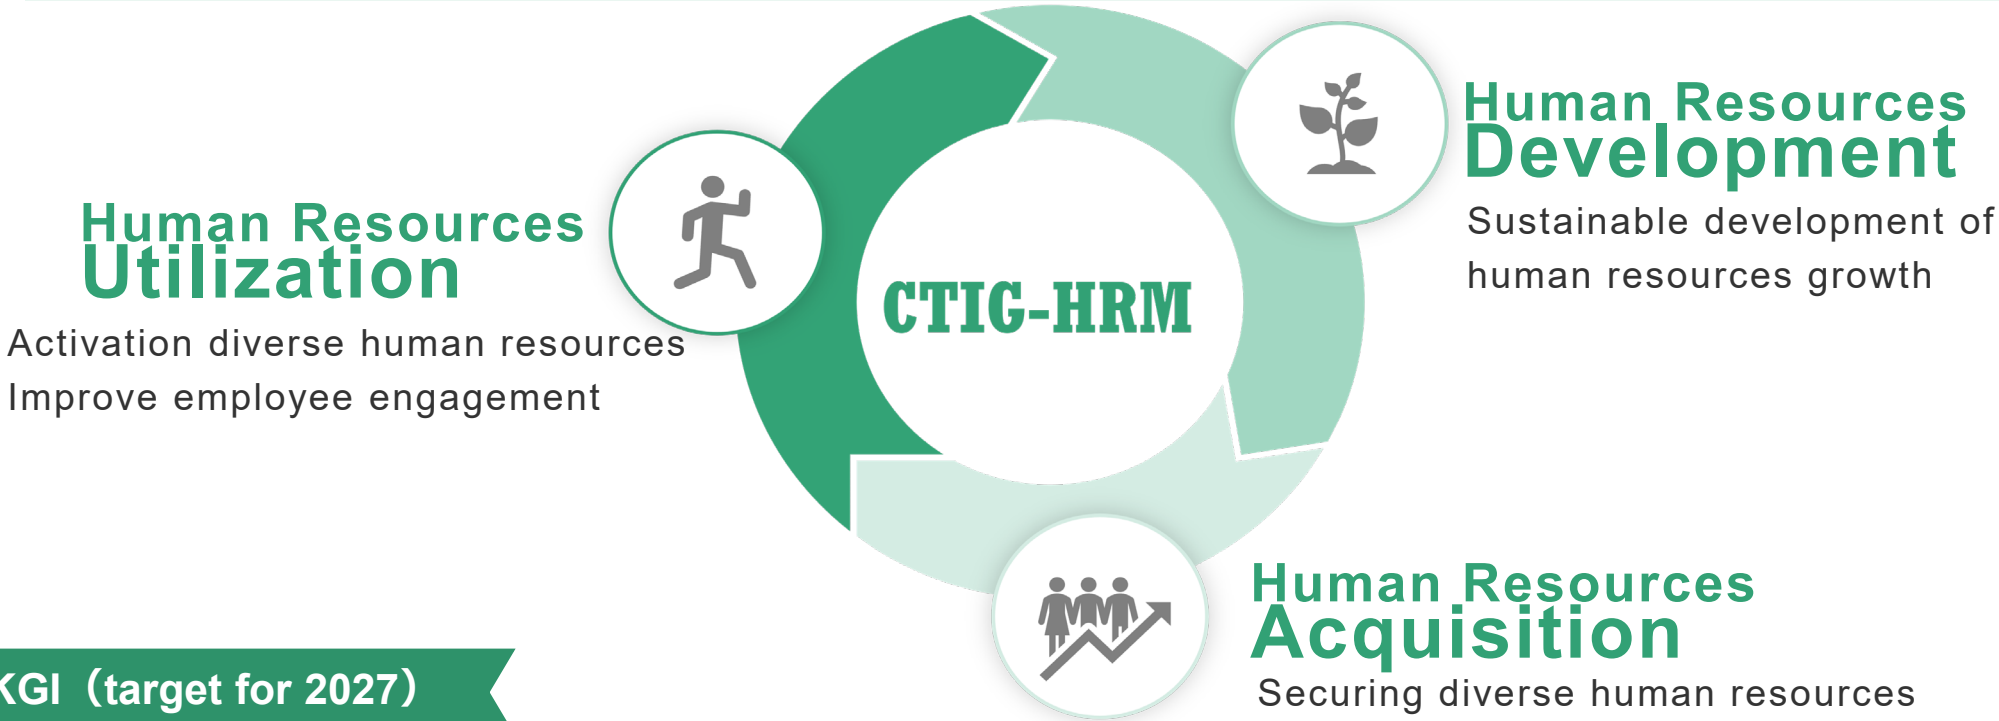 Human Resources
Development
Sustainable development of
human resources growth
Human Resources
Utilization
Activation diverse human resources
Improve employee engagement
CTIG-HRM
Human Resources
Acquisition
Securing diverse human resources
KGI（target for 2027）